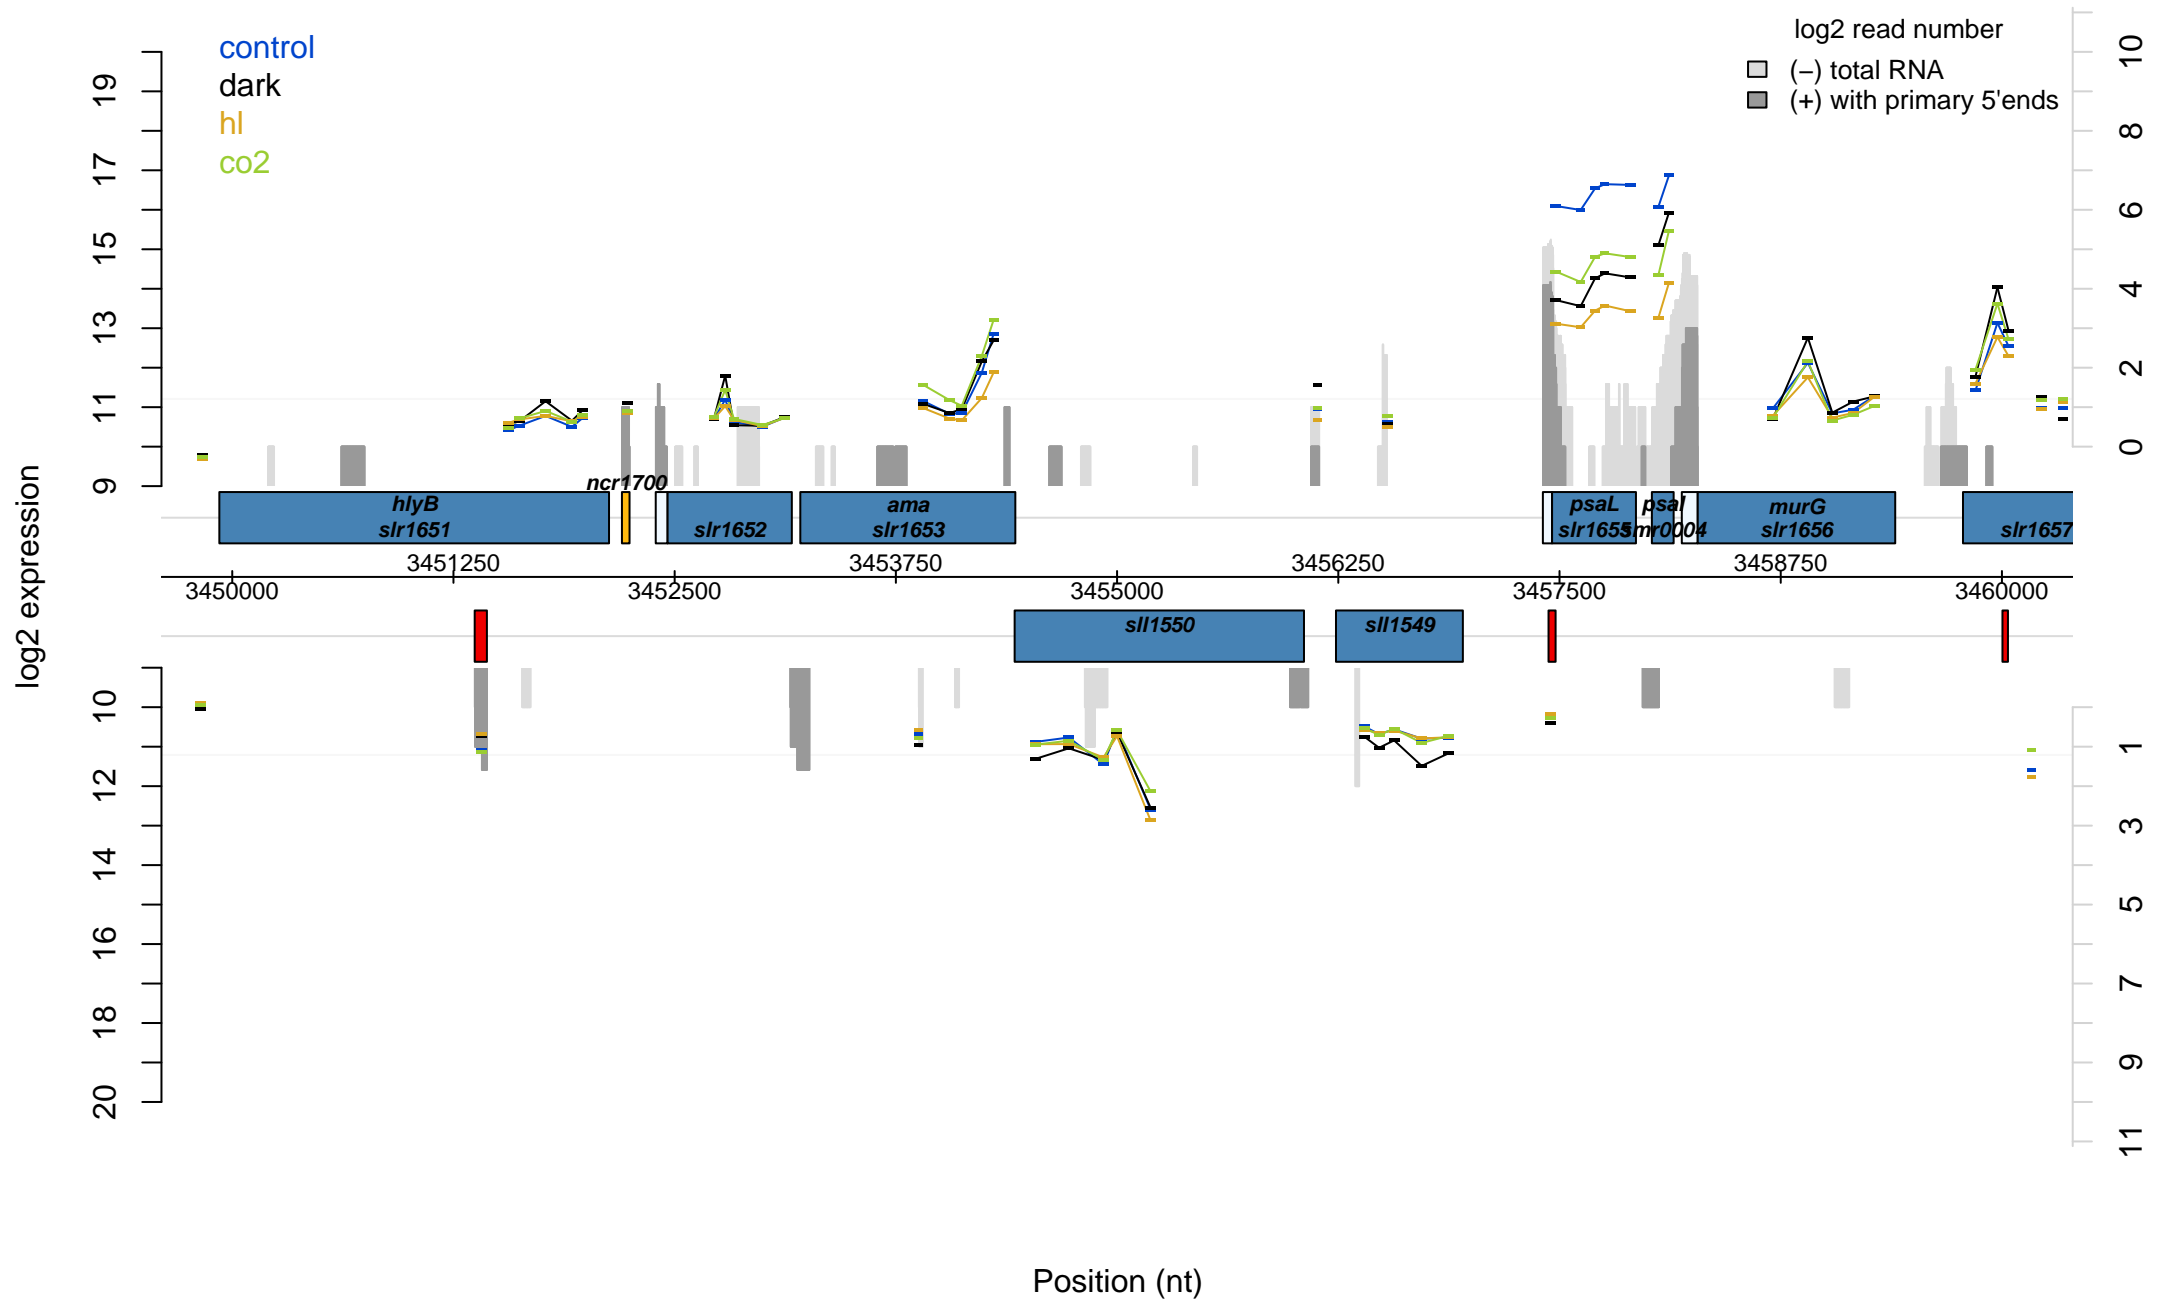 control
dark
hl
co2
log2 read number
(−) total RNA
(+) with primary 5'ends
19
17
15
13
11
9
10
8
6
4
2
0
log2 expression
ncr1700
hlyB
slr1651
slr1652
ama
slr1653
psaL
slr1655
psaI
smr0004
murG
slr1656
slr1657
3451250
3453750
3456250
3458750
3450000
3452500
3455000
3457500
3460000
sll1550
sll1549
10
12
14
16
18
20
1
3
5
7
9
11
Position (nt)